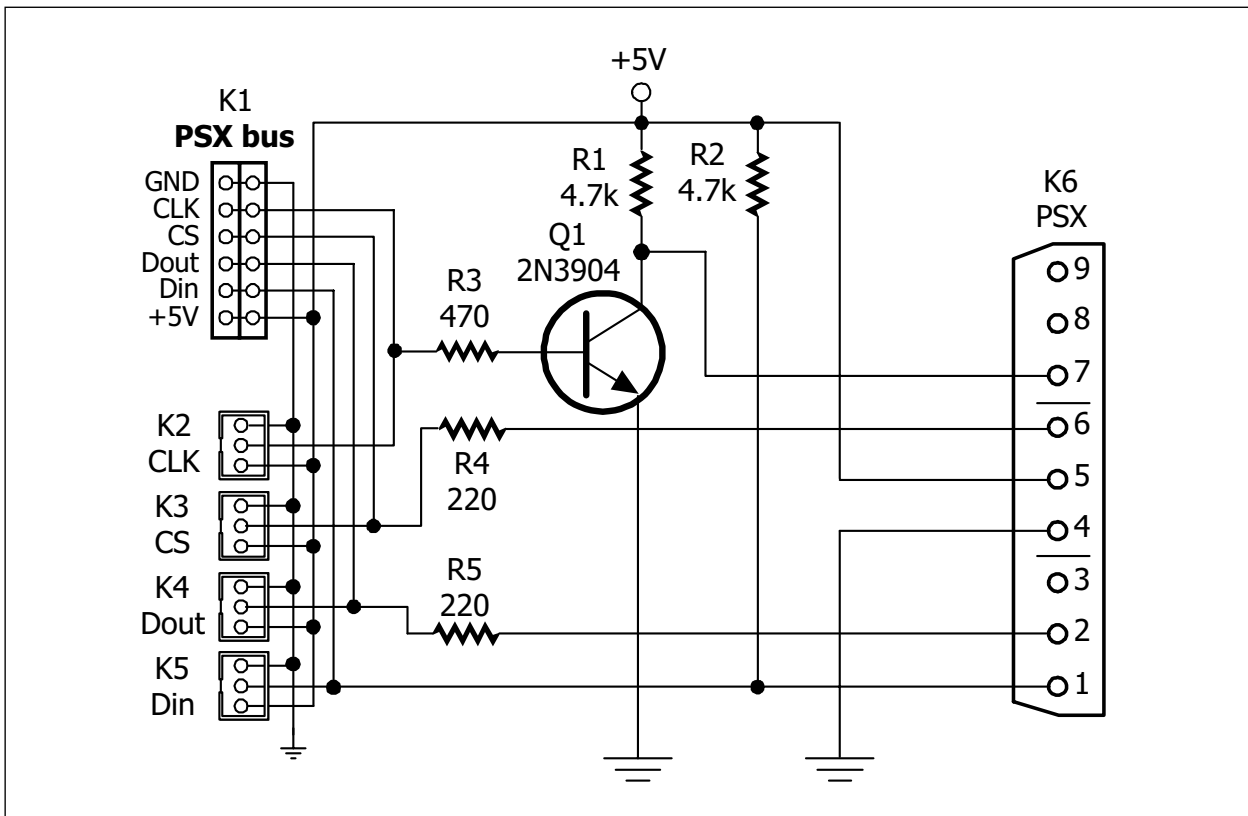 +5V
K1
PSX bus
GND
CLK
CS
Dout
Din
+5V
R1
4.7k
R2
4.7k
Q1
2N3904
R3
470
K2
CLK
K3
CS
K4
Dout
K5
Din
R4
220
R5
220
K6
PSX
9
8
7
6
5
4
3
2
1